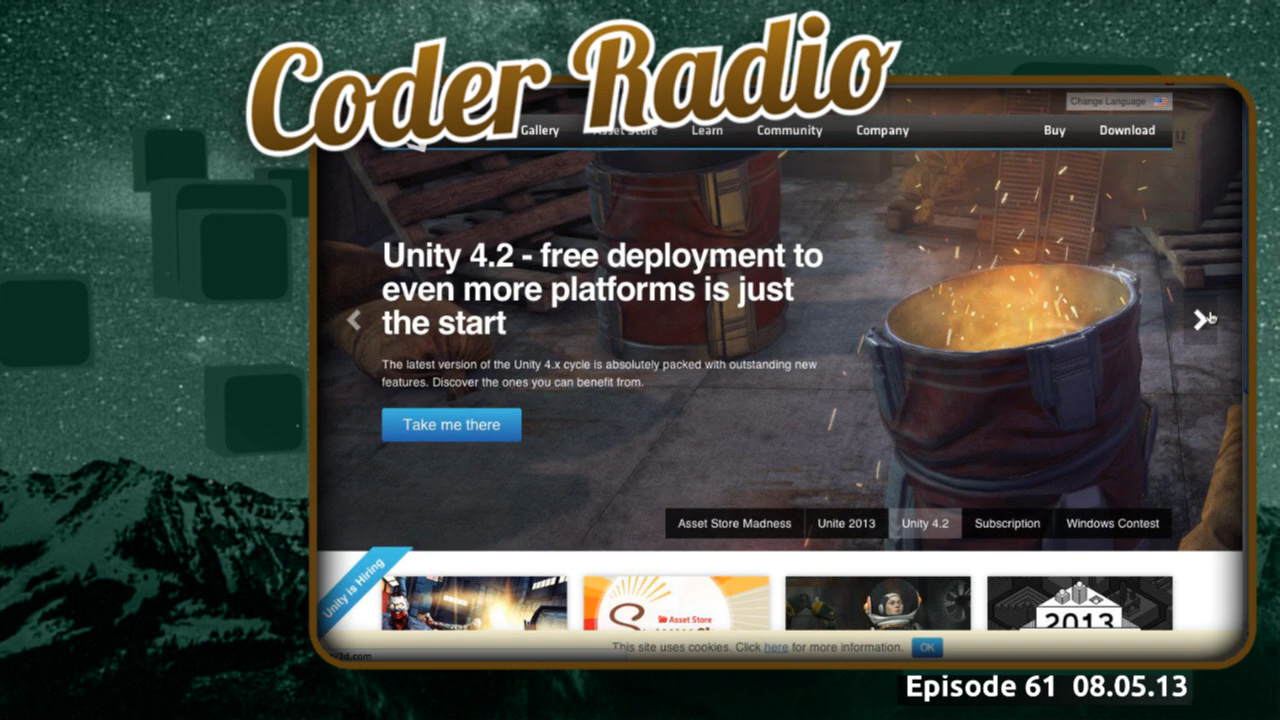 Coder Radio
Change Language
Gallery Asset Store Learn Community Company Buy Download
Unity 4.2 - free deployment to
even more platforms is just
the start
The latest version of the Unity 4.x cycle is absolutely packed with outstanding new
features. Discover the ones you can benefit from.
Take me there
Asset Store Madness Unite 2013 Unity 4.2 Subscription Windows Contest
Unity is Hiring
Asset Store
2013
This site uses cookies. Click here for more information. OK
Episode 61 08.05.13